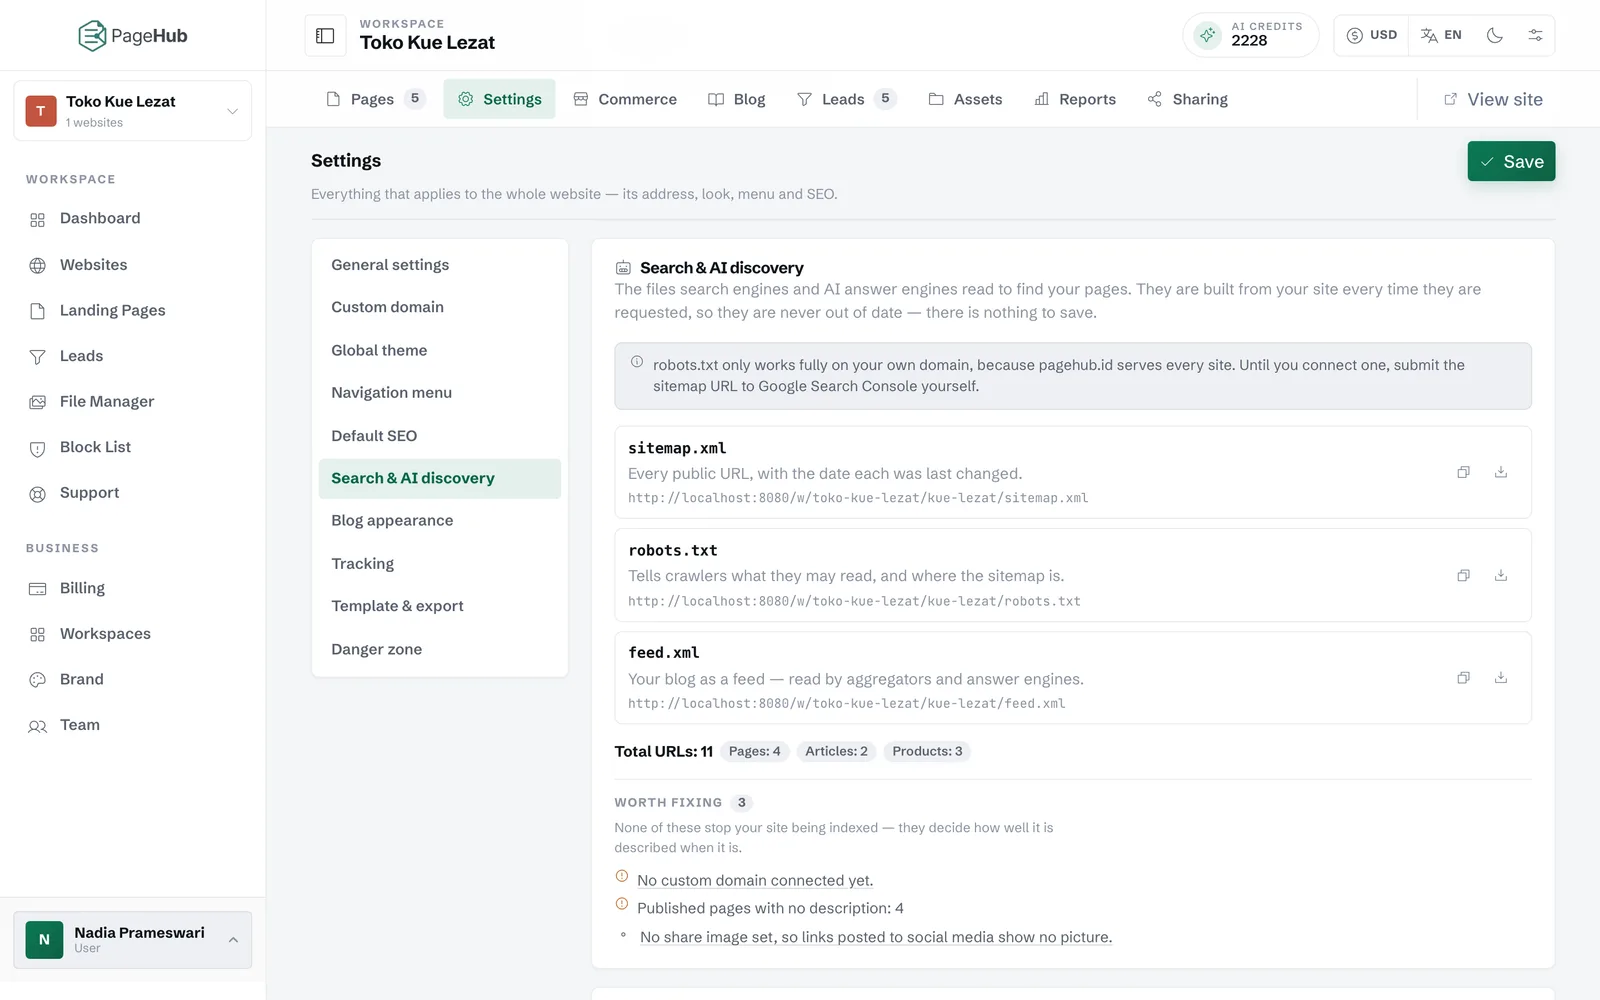 PageHub
WORKSPACE
Toko Kue Lezat
AI CREDITS
2228
USD
EN
T
Toko Kue Lezat
1 websites
Pages 5
Settings
Commerce
Blog
Leads 5
Assets
Reports
Sharing
View site
WORKSPACE
Dashboard
Websites
Landing Pages
Leads
File Manager
Block List
Support
BUSINESS
Billing
Workspaces
Brand
Team
N
Nadia Prameswari
User
Settings
Everything that applies to the whole website — its address, look, menu and SEO.
Save
General settings
Custom domain
Global theme
Navigation menu
Default SEO
Search & AI discovery
Blog appearance
Tracking
Template & export
Danger zone
Search & AI discovery
The files search engines and AI answer engines read to find your pages. They are built from your site every time they are
requested, so they are never out of date — there is nothing to save.
robots.txt only works fully on your own domain, because pagehub.id serves every site. Until you connect one, submit the
sitemap URL to Google Search Console yourself.
sitemap.xml
Every public URL, with the date each was last changed.
http://localhost:8080/w/toko-kue-lezat/kue-lezat/sitemap.xml
robots.txt
Tells crawlers what they may read, and where the sitemap is.
http://localhost:8080/w/toko-kue-lezat/kue-lezat/robots.txt
feed.xml
Your blog as a feed — read by aggregators and answer engines.
http://localhost:8080/w/toko-kue-lezat/kue-lezat/feed.xml
Total URLs: 11 Pages: 4 Articles: 2 Products: 3
WORTH FIXING 3
None of these stop your site being indexed — they decide how well it is
described when it is.
No custom domain connected yet.
Published pages with no description: 4
No share image set, so links posted to social media show no picture.